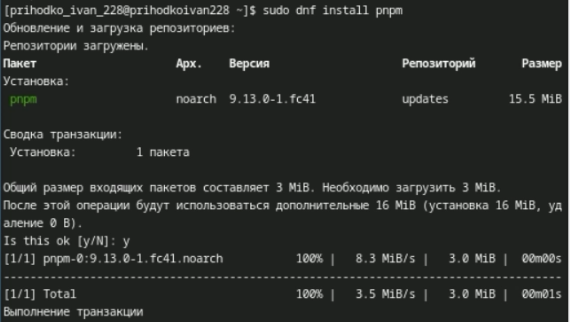 [prihodko_ivan_228@prihodkoivan228 ~]$ sudo dnf install pnpm
Обновление и загрузка репозиториев:
Репозитории загружены.
Пакет Арх. Версия Репозиторий Размер
Установка:
pnpm noarch 9.13.0-1.fc41 updates 15.5 MiB
Сводка транзакции:
Установка: 1 пакета
Общий размер входящих пакетов составляет 3 MiB. Необходимо загрузить 3 MiB.
После этой операции будут использоваться дополнительные 16 MiB (установка 16 MiB, уд
аление 0 B).
Is this ok [y/N]: y
[1/1] pnpm-0:9.13.0-1.fc41.noarch 100% | 8.3 MiB/s | 3.0 MiB | 00m00s
--------------------------------------------------------------------------------
[1/1] Total 100% | 3.5 MiB/s | 3.0 MiB | 00m01s
Выполнение транзакции